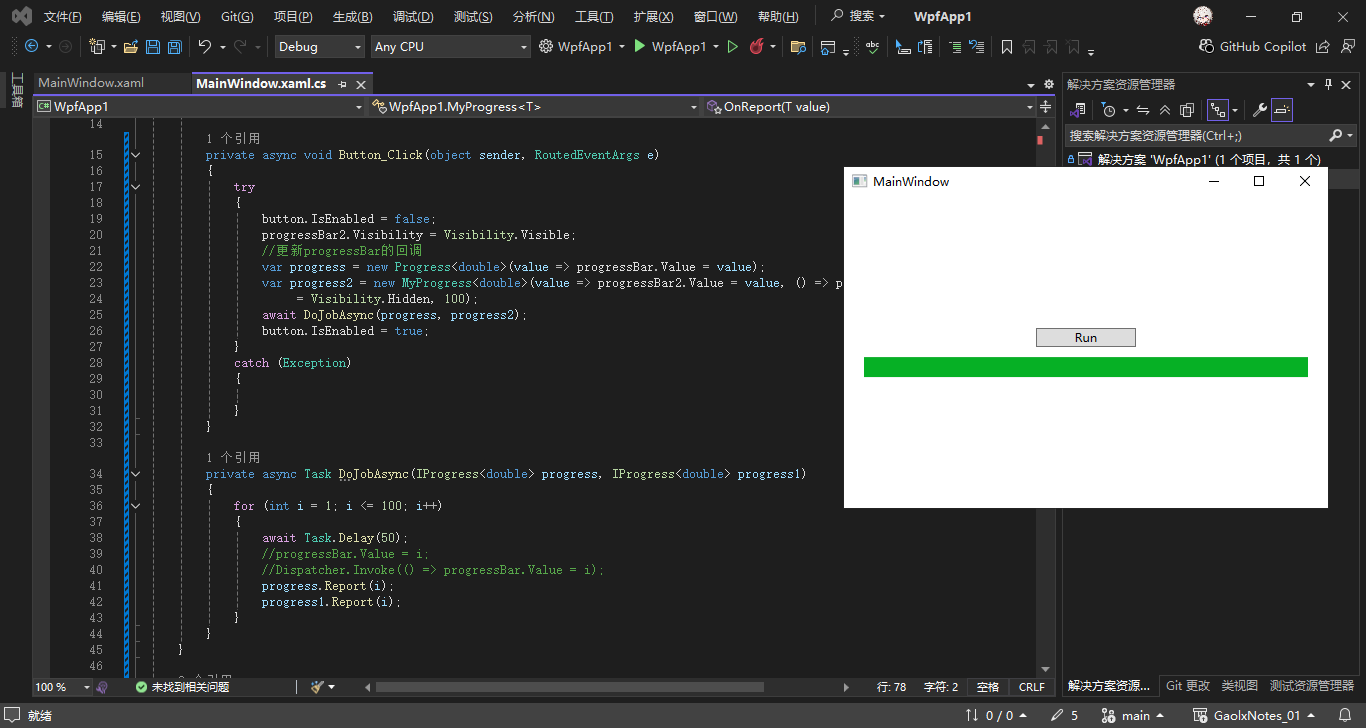 文件(F) 编辑(E) 视图(V) Git(G) 项目(P) 生成(B) 调试(D) 测试(S) 分析(N) 工具(T) 扩展(X) 窗口(W) 帮助(H) 搜索 WpfApp1
Debug Any CPU WpfApp1 WpfApp1 GitHub Copilot
工具箱
MainWindow.xaml MainWindow.xaml.cs
WpfApp1 WpfApp1.MyProgress<T> OnReport(T value)
14
1 个引用
15 private async void Button_Click(object sender, RoutedEventArgs e)
16 {
17 try
18 {
19 button.IsEnabled = false;
20 progressBar2.Visibility = Visibility.Visible;
21 //更新progressBar的回调
22 var progress = new Progress<double>(value => progressBar.Value = value);
23 var progress2 = new MyProgress<double>(value => progressBar2.Value = value, () => p
24 = Visibility.Hidden, 100);
25 await DoJobAsync(progress, progress2);
26 button.IsEnabled = true;
27 }
28 catch (Exception)
29 {
30
31 }
32 }
33
1 个引用
34 private async Task DoJobAsync(IProgress<double> progress, IProgress<double> progress1)
35 {
36 for (int i = 1; i <= 100; i++)
37 {
38 await Task.Delay(50);
39 //progressBar.Value = i;
40 //Dispatcher.Invoke(() => progressBar.Value = i);
41 progress.Report(i);
42 progress1.Report(i);
43 }
44 }
45 }
46
100 % 未找到相关问题 行: 78 字符: 2 空格 CRLF
解决方案资源管理器
搜索解决方案资源管理器(Ctrl+;)
解决方案 'WpfApp1' (1 个项目，共 1 个)
MainWindow
Run
解决方案资源... Git 更改 类视图 测试资源管理器
就绪 0 / 0 5 main GaolxNotes_01